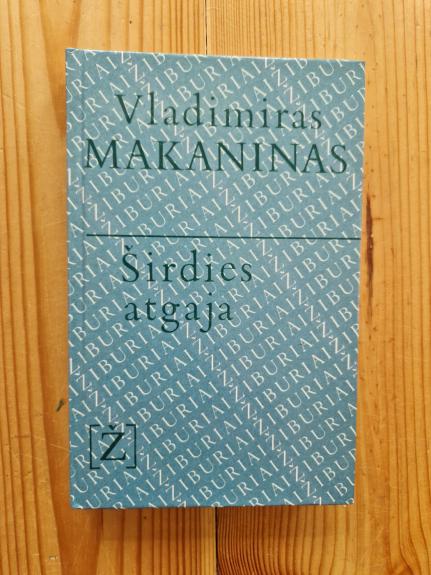 Vladimiras
MAKANINAS
Širdies
atgaja
[Ž]